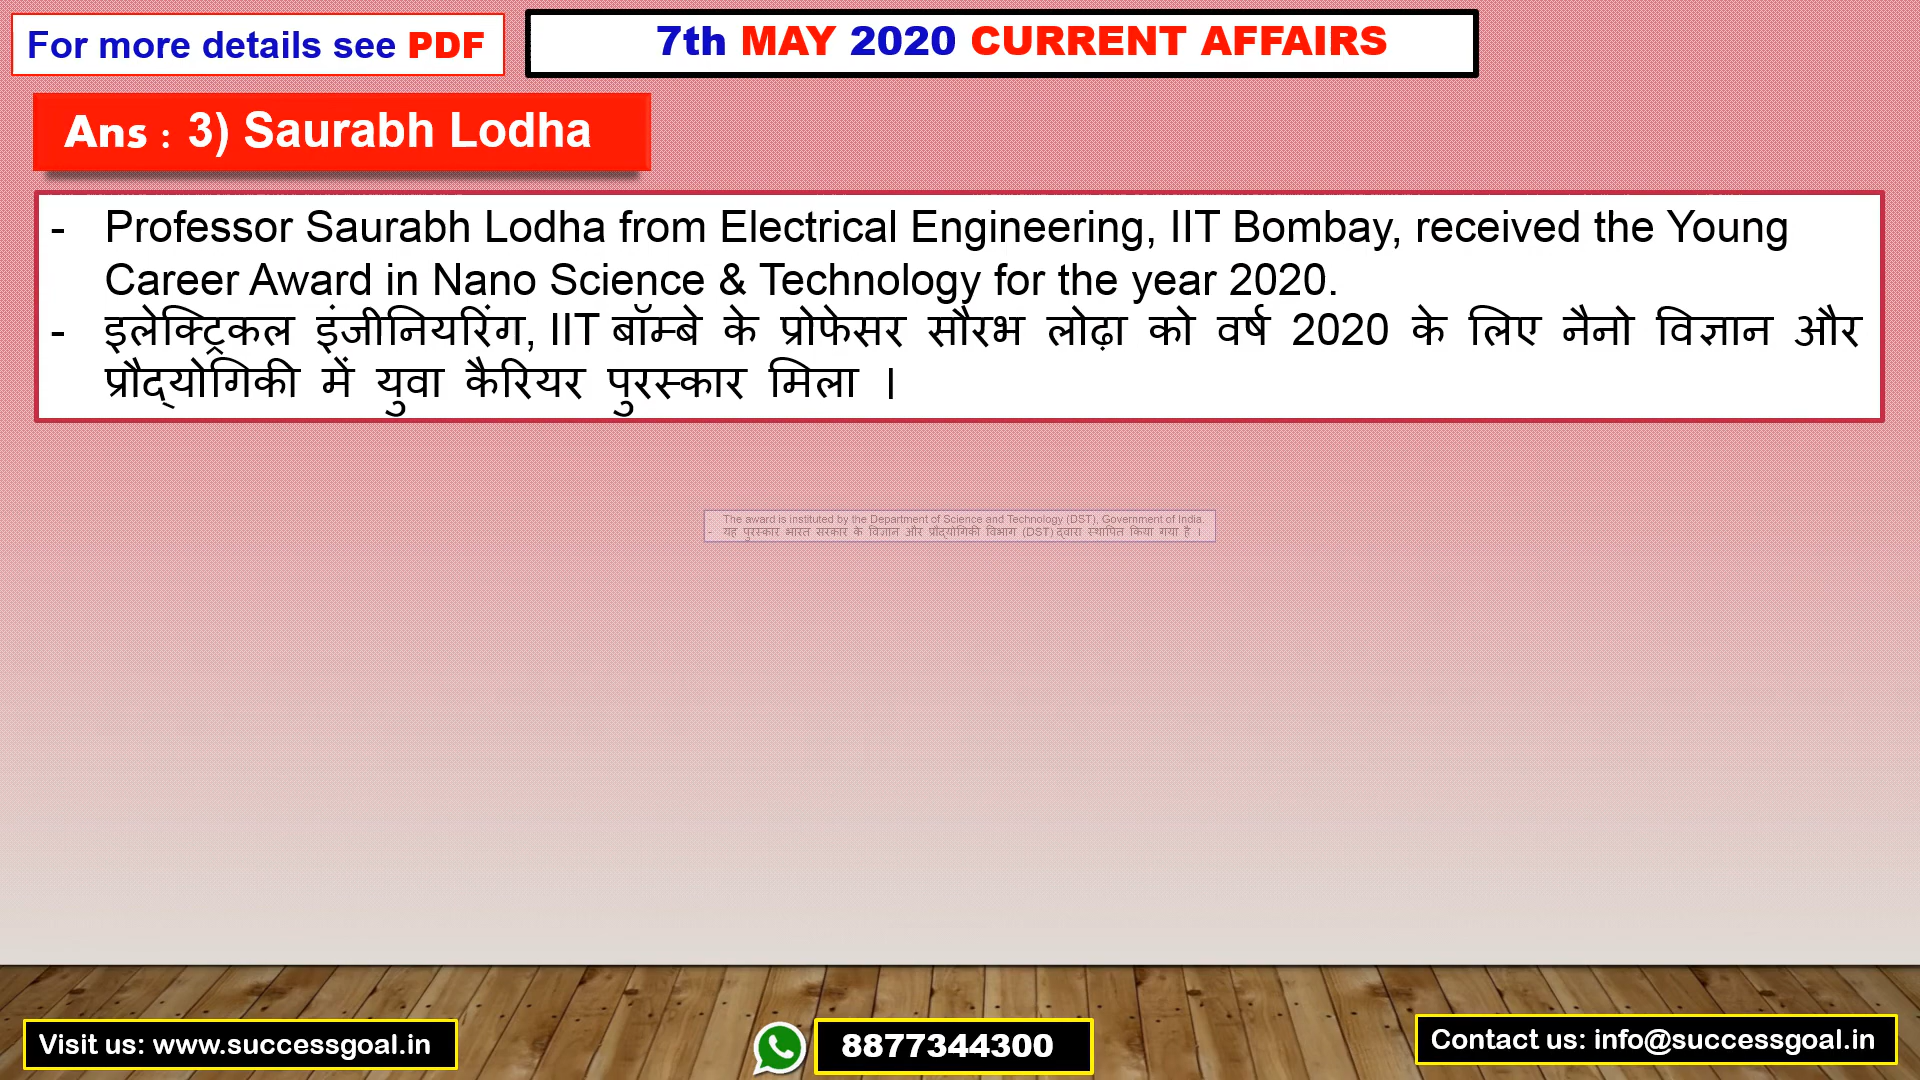 For more details see PDF
7th MAY 2020 CURRENT AFFAIRS
Ans : 3) Saurabh Lodha
- Professor Saurabh Lodha from Electrical Engineering, IIT Bombay, received the Young
Career Award in Nano Science & Technology for the year 2020.
- इलेक्ट्रिकल इंजीनियरिंग, IIT बॉम्बे के प्रोफेसर सौरभ लोढ़ा को वर्ष 2020 के लिए नैनो विज्ञान और
प्रौद्योगिकी में युवा कैरियर पुरस्कार मिला ।
- The award is instituted by the Department of Science and Technology (DST), Government of India.
- यह पुरस्कार भारत सरकार के विज्ञान और प्रौद्योगिकी विभाग (DST) द्वारा स्थापित किया गया है ।
Visit us: www.successgoal.in
8877344300
Contact us: info@successgoal.in